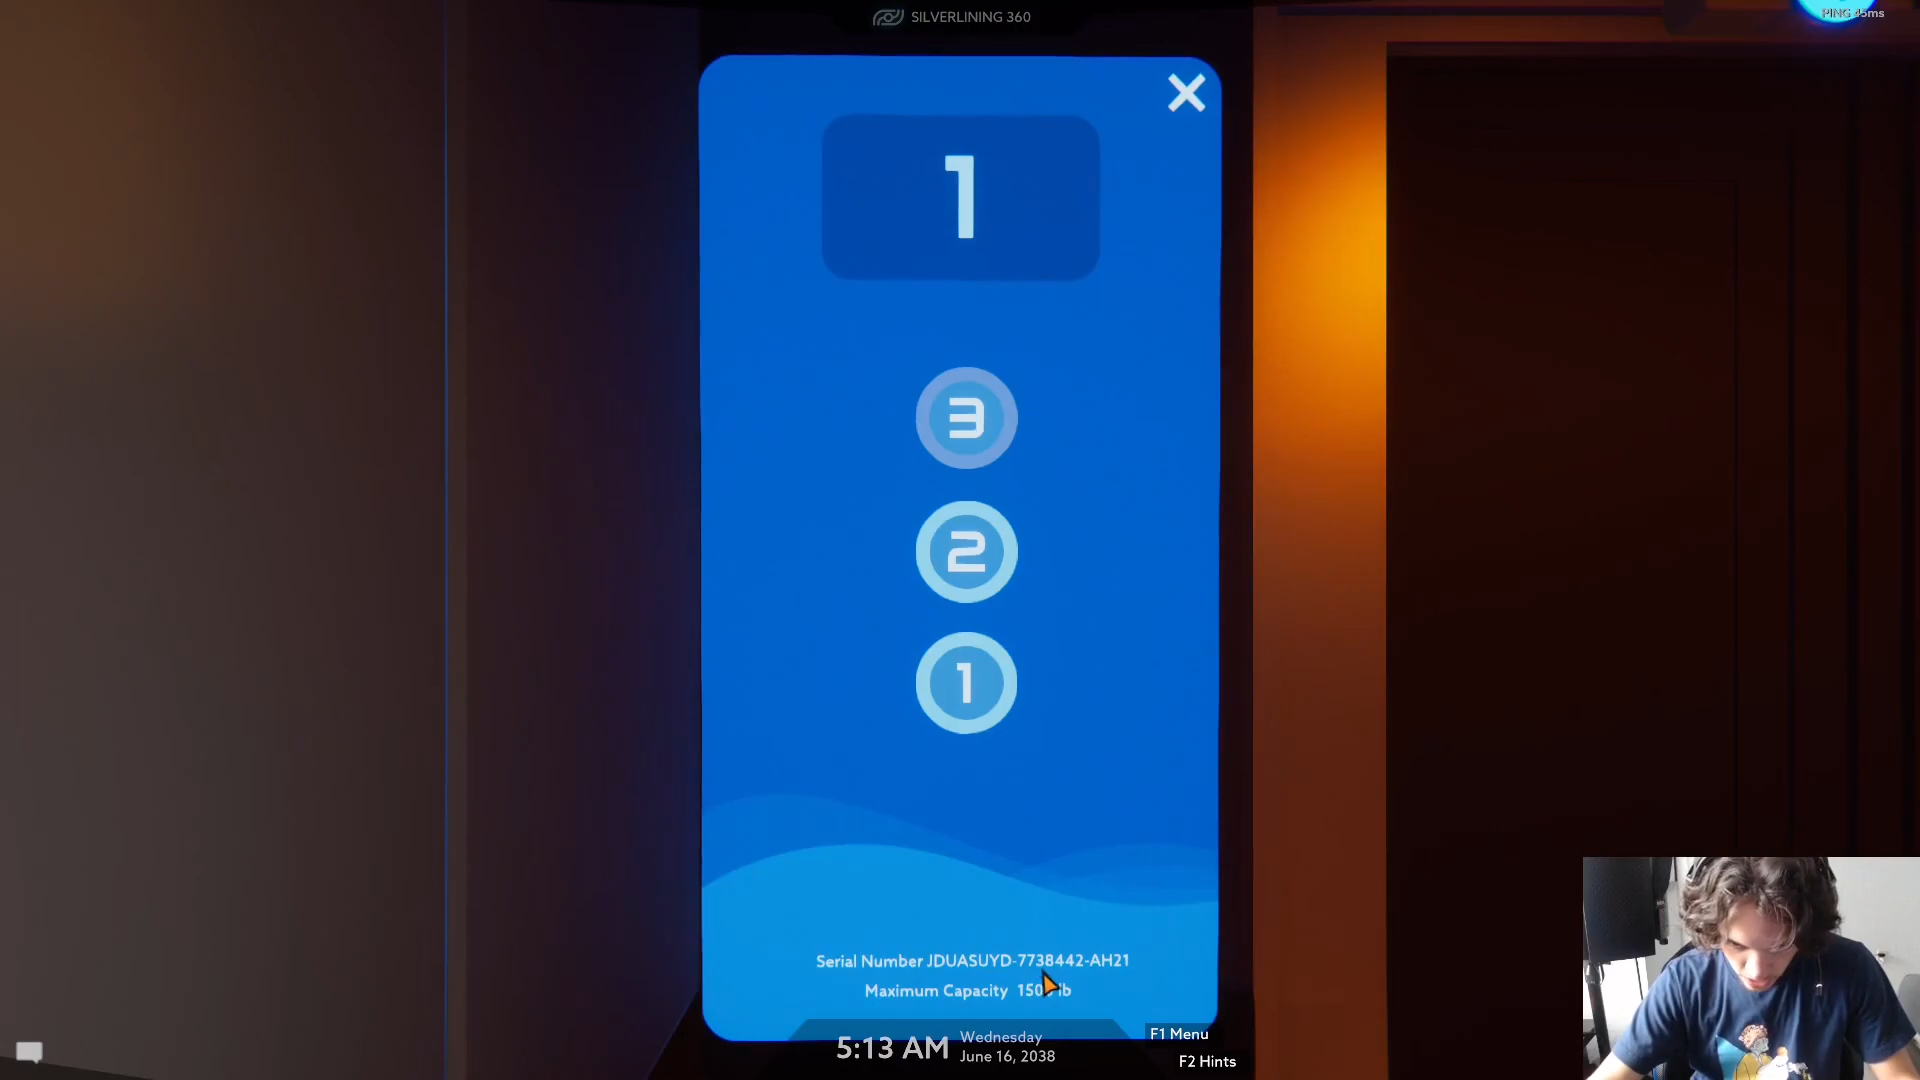 SILVERLINING 360
PING 45ms
1
3
2
1
Serial Number JDUASUYD-7738442-AH21
Maximum Capacity
5:13 AM
Wednesday
June 16, 2038
F1 Menu
F2 Hints